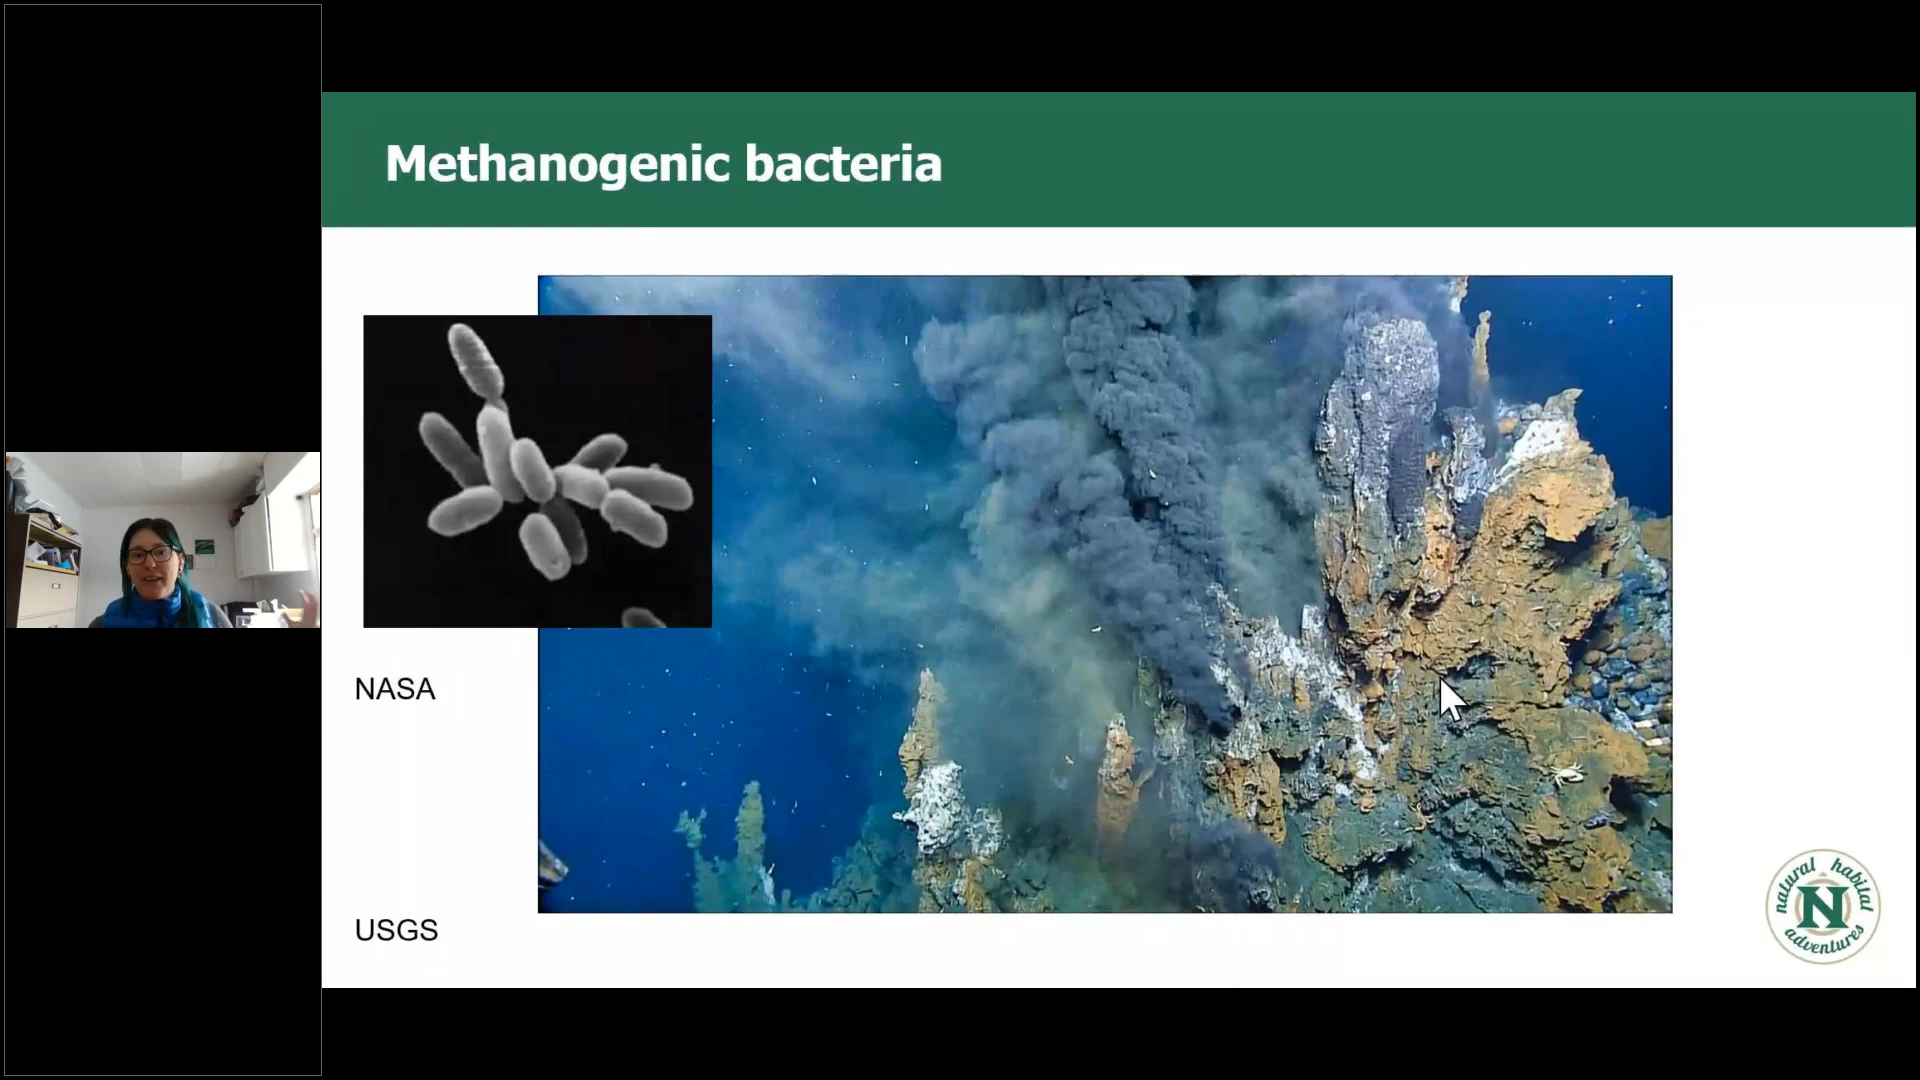 Methanogenic bacteria
NASA
USGS
natural habitat
N
adventures